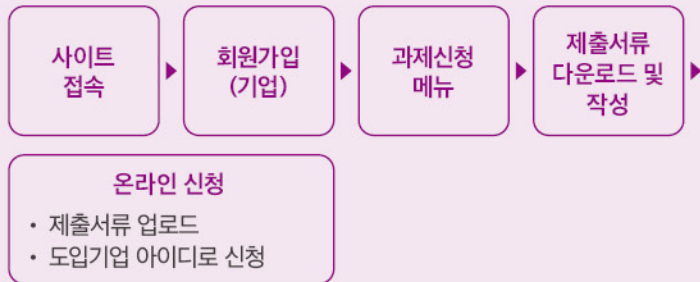 사이트
접속
회원가입
(기업)
과제신청
메뉴
제출서류
다운로드 및
작성
온라인 신청
• 제출서류 업로드
• 도입기업 아이디로 신청